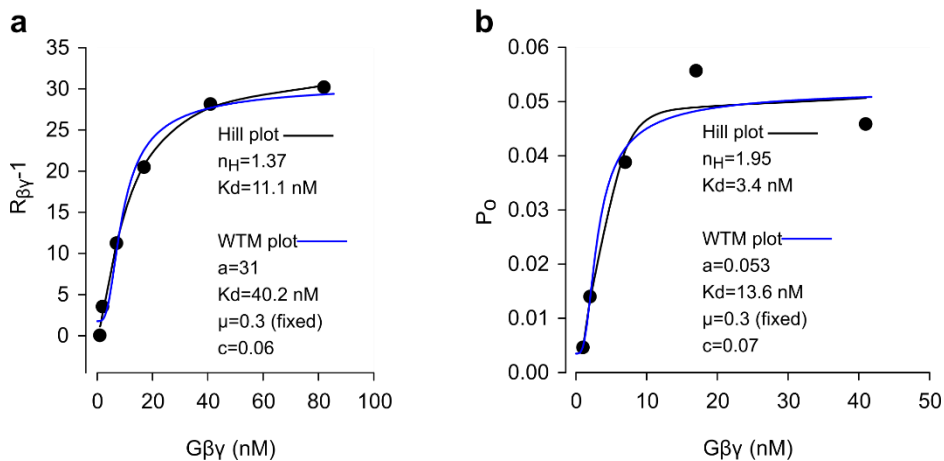 a
35
30
25
20
15
10
5
0
Rβγ-1
Hill plot
nH=1.37
Kd=11.1 nM
WTM plot
a=31
Kd=40.2 nM
μ=0.3 (fixed)
c=0.06
0 20 40 60 80 100
Gβγ (nM)
b
0.06
0.05
0.04
0.03
0.02
0.01
0.00
Po
Hill plot
nH=1.95
Kd=3.4 nM
WTM plot
a=0.053
Kd=13.6 nM
μ=0.3 (fixed)
c=0.07
0 10 20 30 40 50
Gβγ (nM)